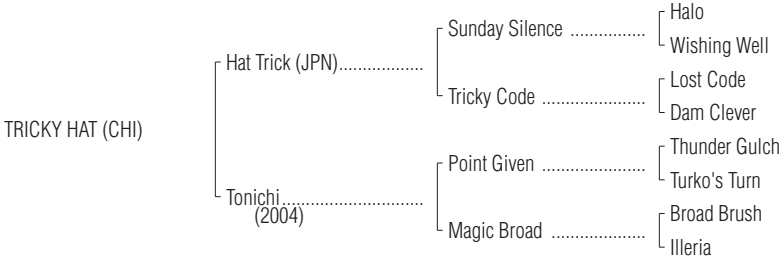 Halo
Sunday Silence ................
Wishing Well
Hat Trick (JPN)..................
Lost Code
Tricky Code ......................
Dam Clever
TRICKY HAT (CHI)
Thunder Gulch
Point Given ......................
Turko's Turn
Tonichi..............................
(2004)
Broad Brush
Magic Broad ....................
Illeria